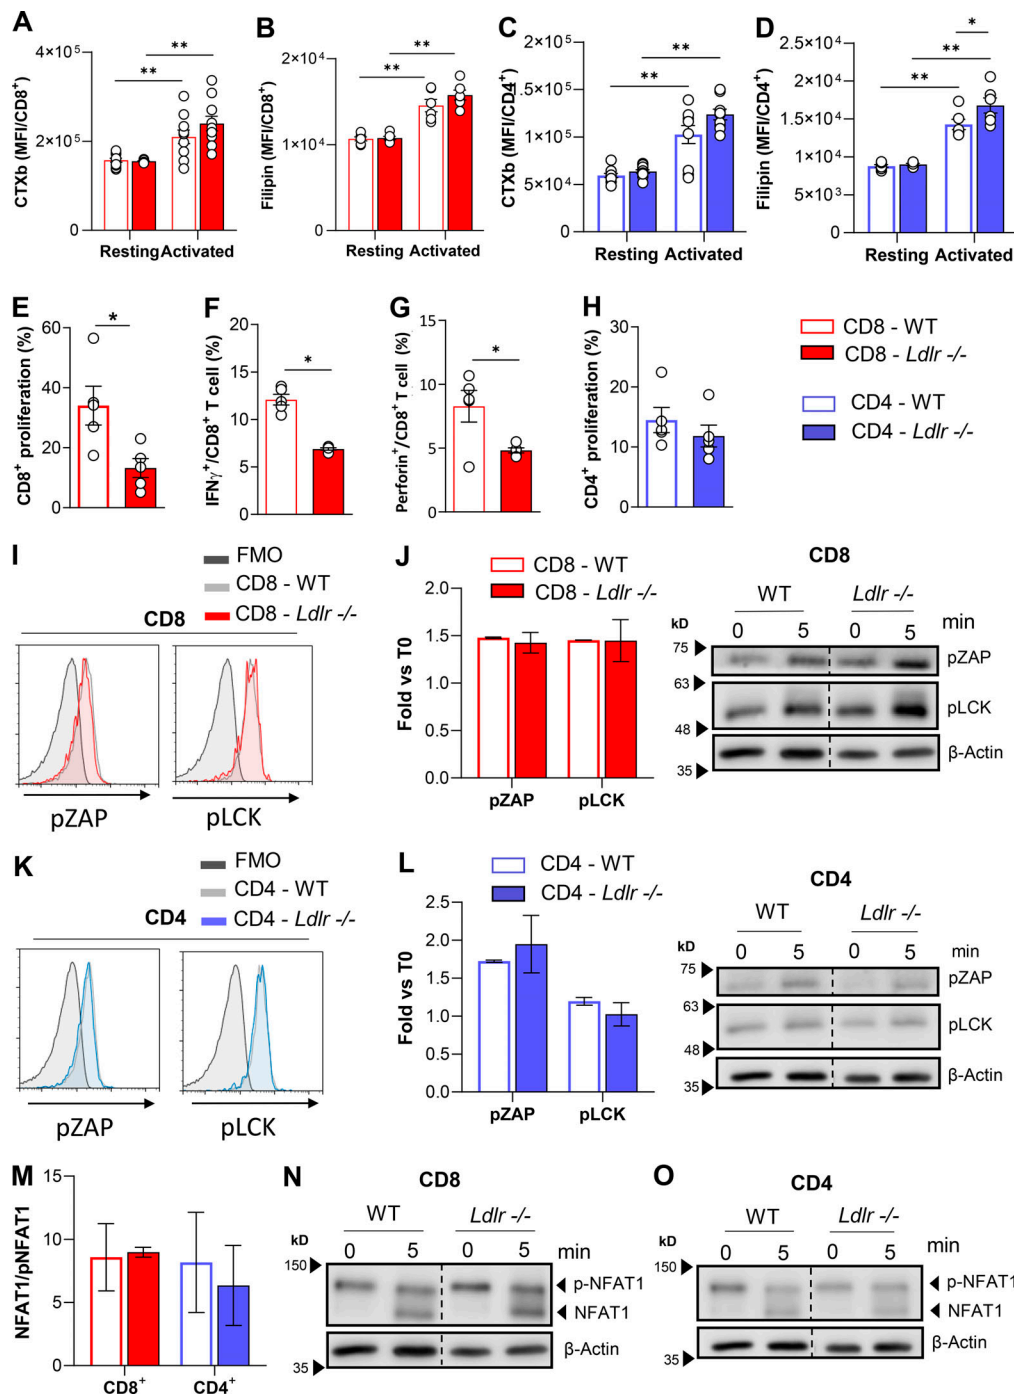 A
CTXb (MFI/CD8⁺)
4×10⁵
2×10⁵
0
**
**
Resting Activated
B
Filipin (MFI/CD8⁺)
2×10⁴
1×10⁴
0
**
**
Resting Activated
C
CTXb (MFI/CD4⁺)
2×10⁵
2×10⁵
1×10⁵
5×10⁴
0
**
**
Resting Activated
D
Filipin (MFI/CD4⁺)
2.5×10⁴
2×10⁴
1.5×10⁴
1×10⁴
5×10³
0
*
**
**
Resting Activated
E
CD8⁺ proliferation (%)
60
40
20
0
*
F
IFNγ⁺/CD8⁺ T cell (%)
20
15
10
5
0
*
G
Perforin⁺/CD8⁺ T cell (%)
15
10
5
0
*
H
CD4⁺ proliferation (%)
30
20
10
0
CD8 - WT
CD8 - Ldlr -/-
CD4 - WT
CD4 - Ldlr -/-
I
FMO
CD8 - WT
CD8 - Ldlr -/-
CD8
pZAP
pLCK
J
CD8 - WT
CD8 - Ldlr -/-
Fold vs T0
2.0
1.5
1.0
0.5
0.0
pZAP
pLCK
CD8
WT
Ldlr -/-
kD
0
5
0
5
min
75
63
48
35
pZAP
pLCK
β-Actin
K
FMO
CD4 - WT
CD4 - Ldlr -/-
CD4
pZAP
pLCK
L
CD4 - WT
CD4 - Ldlr -/-
Fold vs T0
2.5
2.0
1.5
1.0
0.5
0.0
pZAP
pLCK
CD4
WT
Ldlr -/-
kD
0
5
0
5
min
75
63
48
35
pZAP
pLCK
β-Actin
M
NFAT1/pNFAT1
15
10
5
0
CD8⁺
CD4⁺
N
CD8
WT
Ldlr -/-
kD
0
5
0
5
min
150
35
p-NFAT1
NFAT1
β-Actin
O
CD4
WT
Ldlr -/-
kD
0
5
0
5
min
150
35
p-NFAT1
NFAT1
β-Actin